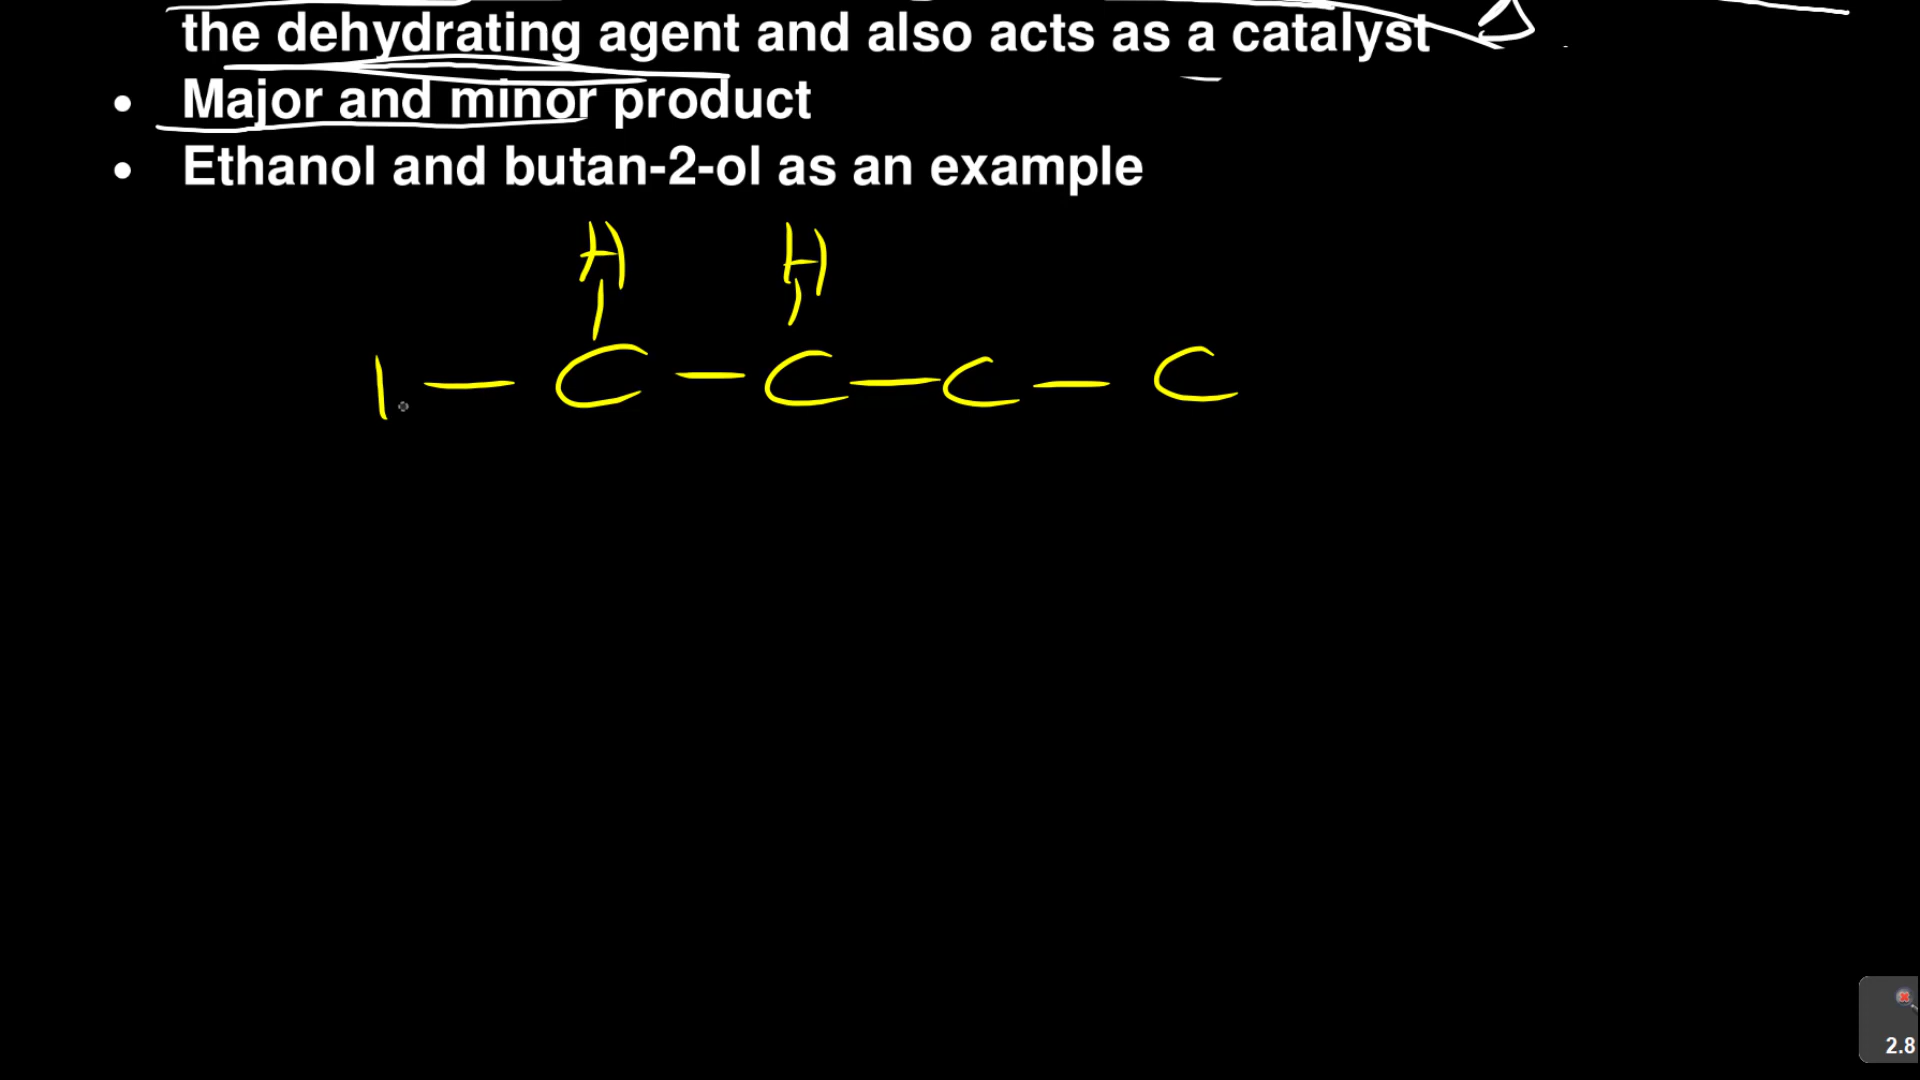 the dehydrating agent and also acts as a catalyst
• Major and minor product
• Ethanol and butan-2-ol as an example
H H
| — C — C — C — C
2.8